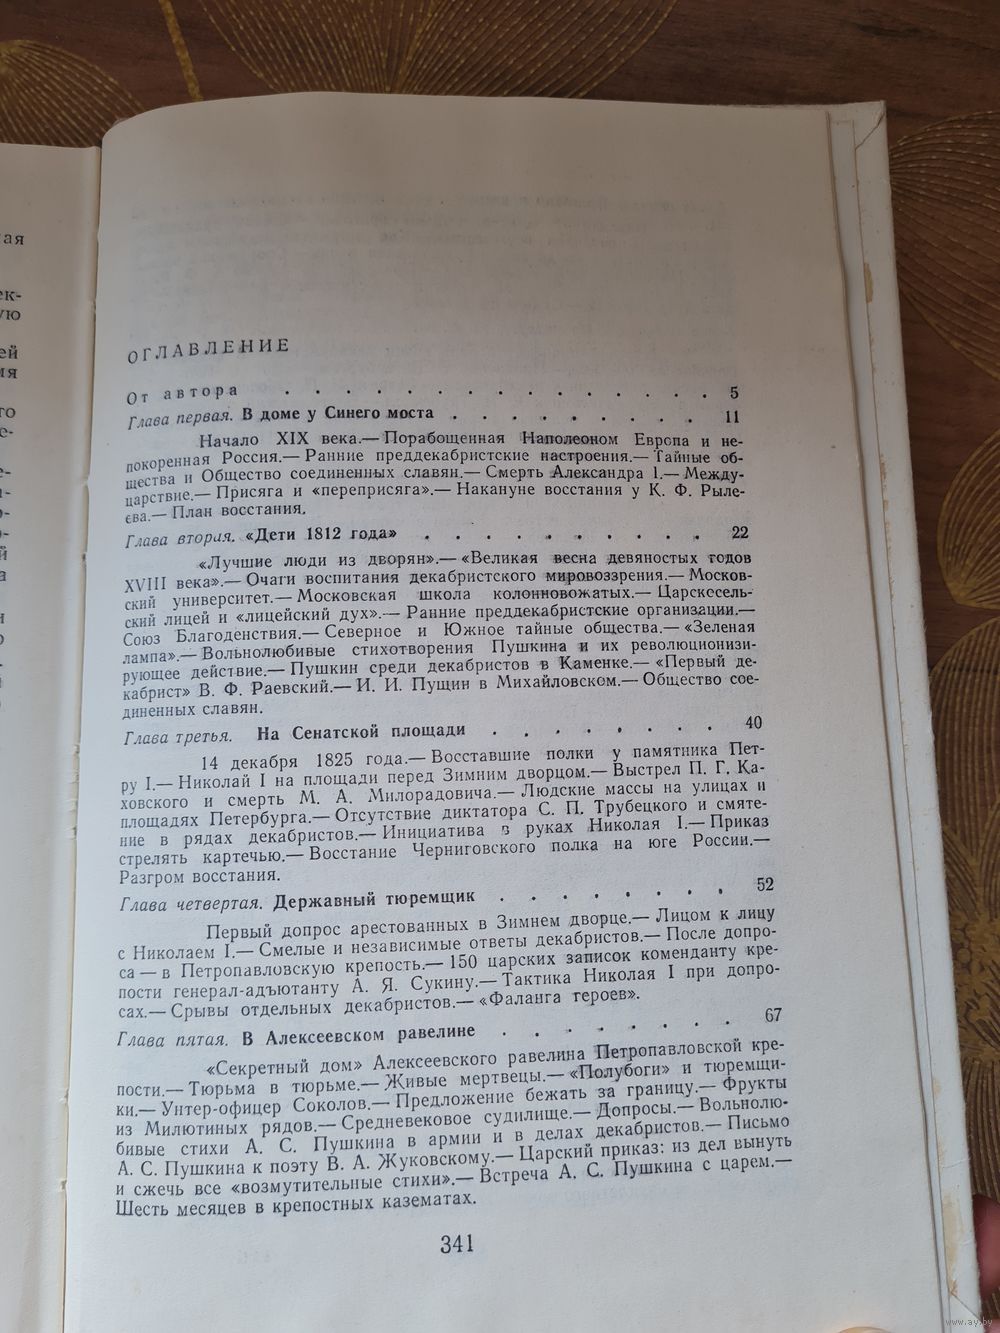 ая
ек-
ую
ей
ия
го
е-
ОГЛАВЛЕНИЕ
От автора . . . . . . . . . . . . . . . 5
Глава первая. В доме у Синего моста . . . . . . . . . 11
Начало XIX века.— Порабощенная Наполеоном Европа и не-
покоренная Россия.— Ранние преддекабристские настроения.— Тайные об-
щества и Общество соединенных славян.— Смерть Александра I.— Между-
царствие.— Присяга и «переприсяга».— Накануне восстания у К. Ф. Рыле-
ева.— План восстания.
Глава вторая. «Дети 1812 года» . . . . . . . . . . 22
«Лучшие люди из дворян».— «Великая весна девяностых годов
XVIII века».— Очаги воспитания декабристского мировоззрения.— Москов-
ский университет.— Московская школа колонновожатых.— Царскосель-
ский лицей и «лицейский дух».— Ранние преддекабристские организации.—
Союз Благоденствия.— Северное и Южное тайные общества.— «Зеленая
лампа».— Вольнолюбивые стихотворения Пушкина и их революционизи-
рующее действие.— Пушкин среди декабристов в Каменке.— «Первый де-
кабрист» В. Ф. Раевский.— И. И. Пущин в Михайловском.— Общество сое-
диненных славян.
Глава третья. На Сенатской площади . . . . . . . 40
14 декабря 1825 года.— Восставшие полки у памятника Пет-
ру I.— Николай I на площади перед Зимним дворцом.— Выстрел П. Г. Ка-
ховского и смерть М. А. Милорадовича.— Людские массы на улицах и
площадях Петербурга.— Отсутствие диктатора С. П. Трубецкого и смяте-
ние в рядах декабристов.— Инициатива в руках Николая I.— Приказ
стрелять картечью.— Восстание Черниговского полка на юге России.—
Разгром восстания.
Глава четвертая. Державный тюремщик . . . . . . . 52
Первый допрос арестованных в Зимнем дворце.— Лицом к лицу
с Николаем I.— Смелые и независимые ответы декабристов.— После допро-
са — в Петропавловскую крепость.— 150 царских записок коменданту кре-
пости генерал-адъютанту А. Я. Сукину.— Тактика Николая I при допро-
сах.— Срывы отдельных декабристов.— «Фаланга героев».
Глава пятая. В Алексеевском равелине . . . . . . . . 67
«Секретный дом» Алексеевского равелина Петропавловской кре-
пости.— Тюрьма в тюрьме.— Живые мертвецы.— «Полубоги» и тюремщи-
ки.— Унтер-офицер Соколов.— Предложение бежать за границу.— Фрукты
из Милютиных рядов.— Средневековое судилище.— Допросы.— Вольнолю-
бивые стихи А. С. Пушкина в армии и в делах декабристов.— Письмо
А. С. Пушкина к поэту В. А. Жуковскому.— Царский приказ: из дел вынуть
и сжечь все «возмутительные стихи».— Встреча А. С. Пушкина с царем.—
Шесть месяцев в крепостных казематах.
341
www.ay.by